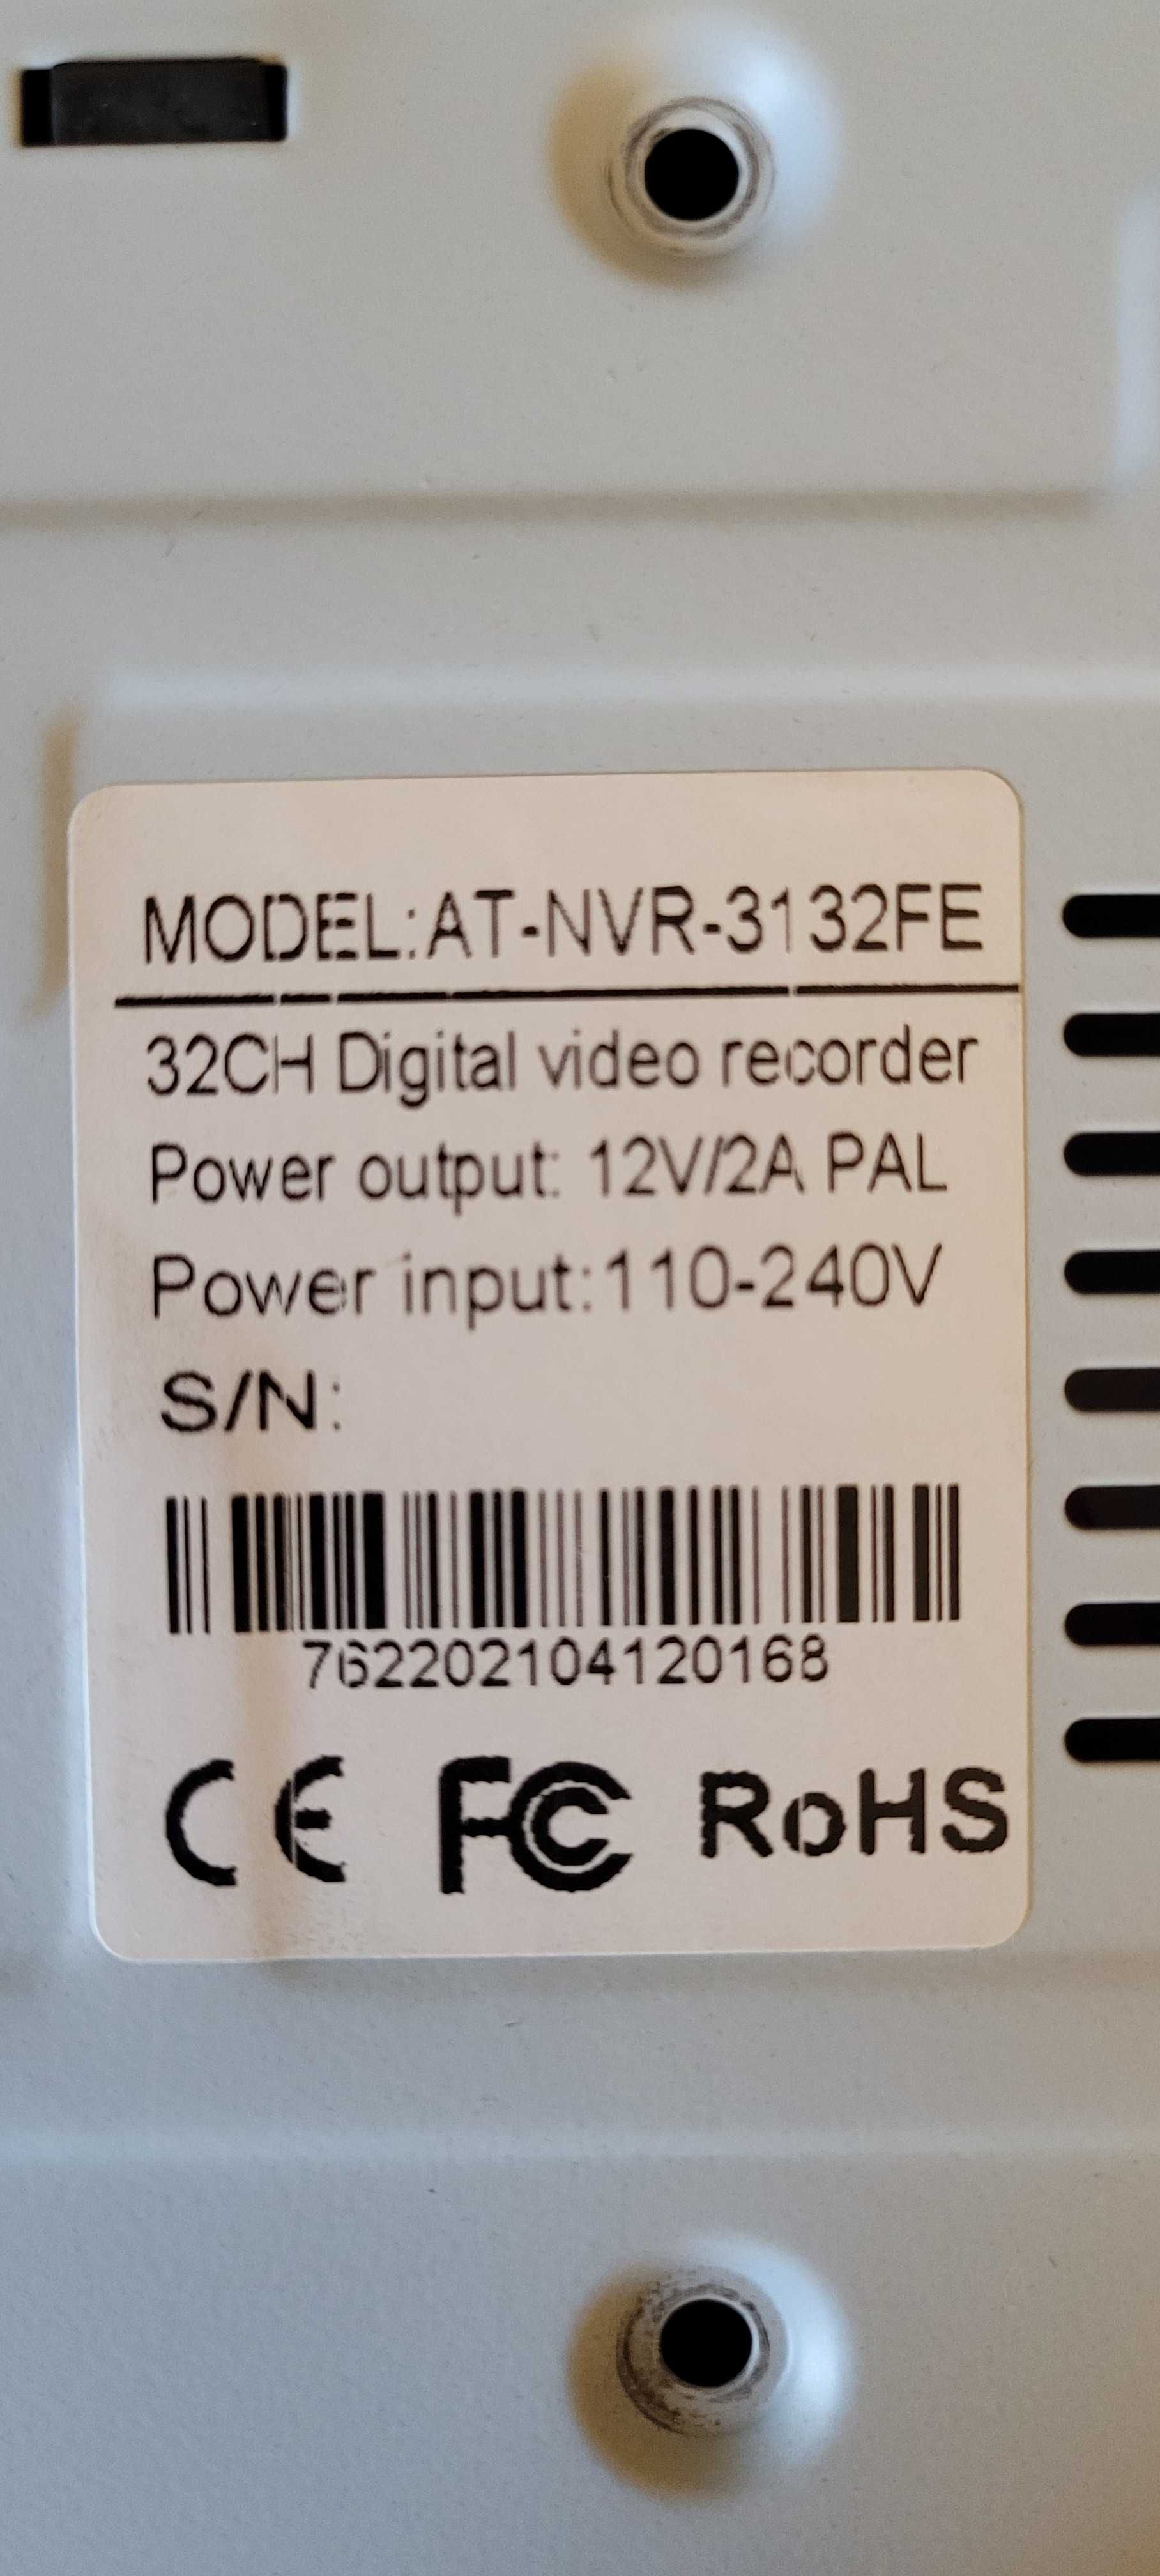 MODEL:AT-NVR-3132FE
32CH Digital video recorder
Power output: 12V/2A PAL
Power input:110-240V
S/N:
762202104120168
CE FC RoHS